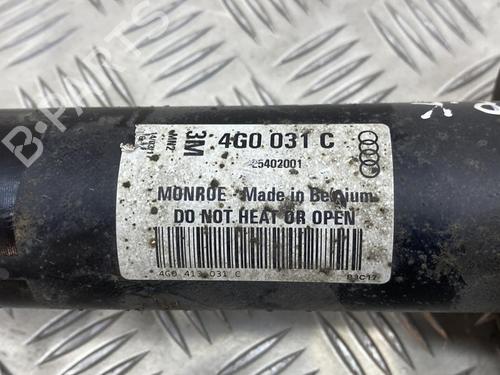 B-PARTS
3M 4G0 031 C
25402001
MONROE - Made in Belgium
DO NOT HEAT OR OPEN
4G0 413 031 C